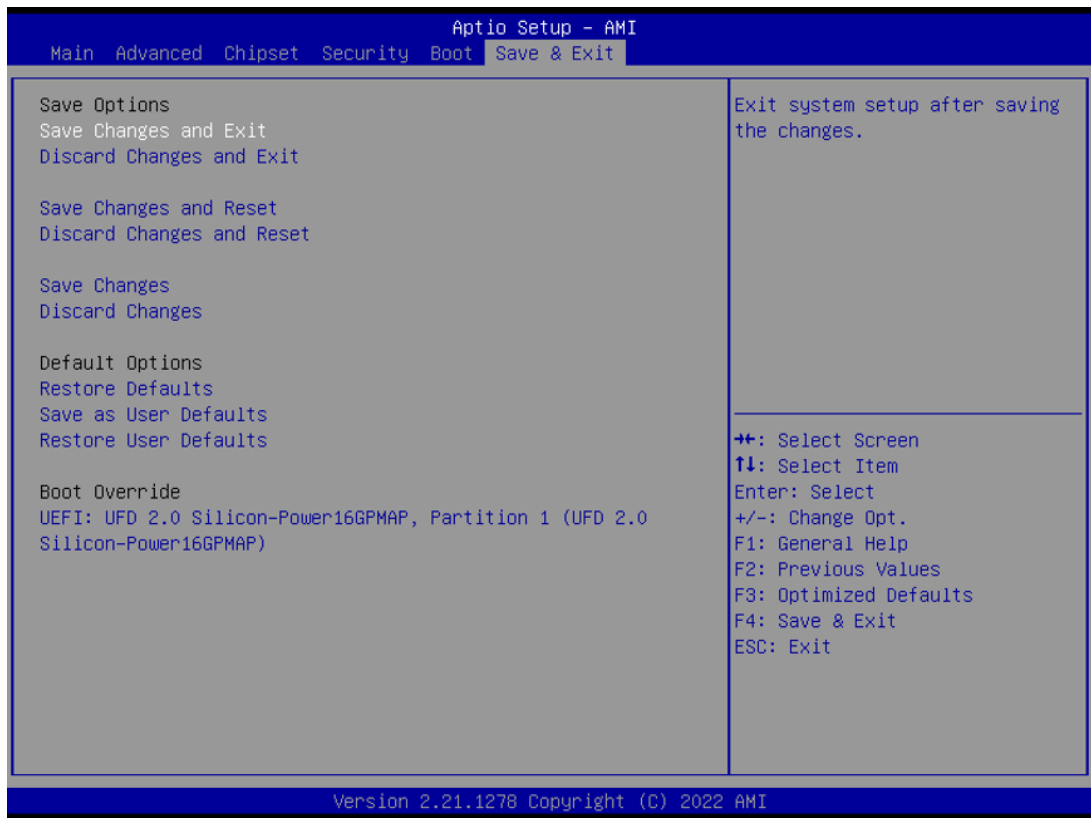 Aptio Setup – AMI
Main Advanced Chipset Security Boot Save & Exit
Save Options
Save Changes and Exit
Discard Changes and Exit
Save Changes and Reset
Discard Changes and Reset
Save Changes
Discard Changes
Default Options
Restore Defaults
Save as User Defaults
Restore User Defaults
Boot Override
UEFI: UFD 2.0 Silicon-Power16GPMAP, Partition 1 (UFD 2.0
Silicon-Power16GPMAP)
Exit system setup after saving
the changes.
→←: Select Screen
↑↓: Select Item
Enter: Select
+/-: Change Opt.
F1: General Help
F2: Previous Values
F3: Optimized Defaults
F4: Save & Exit
ESC: Exit
Version 2.21.1278 Copyright (C) 2022 AMI